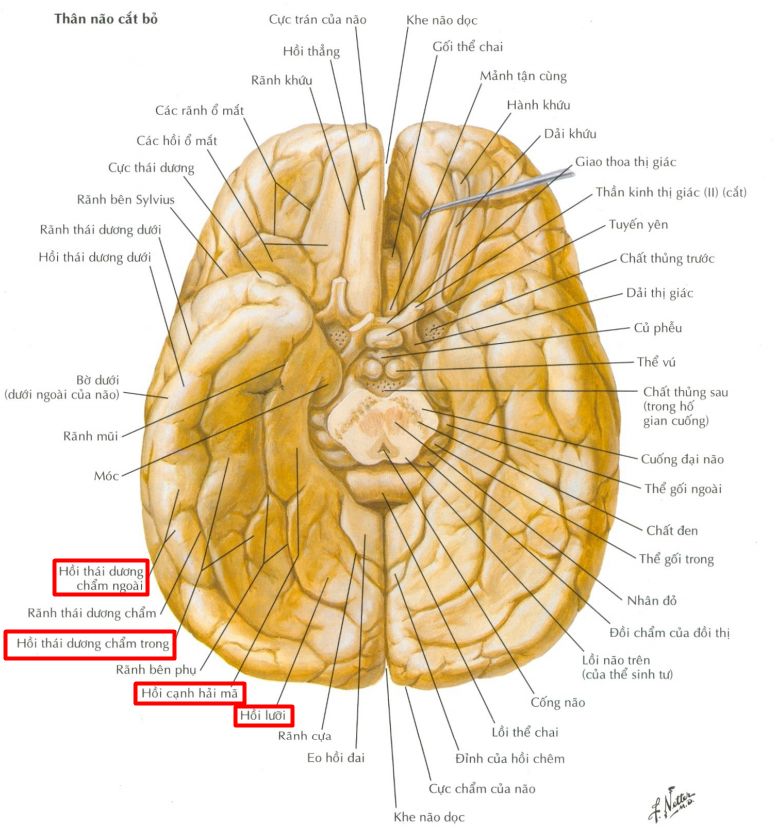 Thân não cắt bỏ
Cực trán của não
Khe não dọc
Hồi thẳng
Gối thể chai
Rãnh khứu
Mảnh tận cùng
Các rãnh ổ mắt
Hành khứu
Các hồi ổ mắt
Dải khứu
Cực thái dương
Giao thoa thị giác
Rãnh bên Sylvius
Thần kinh thị giác (II) (cắt)
Rãnh thái dương dưới
Tuyến yên
Hồi thái dương dưới
Chất thủng trước
Dải thị giác
Củ phễu
Thể vú
Bờ dưới
(dưới ngoài của não)
Chất thủng sau
(trong hố
gian cuống)
Rãnh mũi
Cuống đại não
Móc
Thể gối ngoài
Chất đen
Thể gối trong
Hồi thái dương
chẩm ngoài
Nhân đỏ
Rãnh thái dương chẩm
Đồi chẩm của đồi thị
Hồi thái dương chẩm trong
Lồi não trên
(của thể sinh tư)
Rãnh bên phụ
Hồi cạnh hải mã
Cống não
Hồi lưỡi
Lồi thể chai
Rãnh cựa
Eo hồi đai
Đỉnh của hồi chêm
Cực chẩm của não
Khe não dọc
F. Netter
M.D.